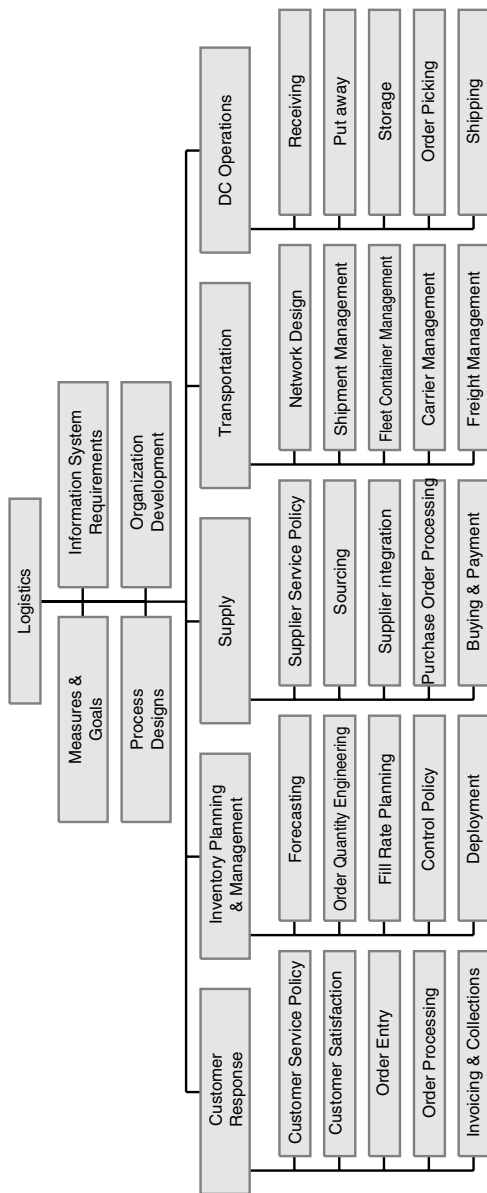 Logistics
Measures &
Goals
Information System
Requirements
Process
Designs
Organization
Development
Customer
Response
Inventory Planning
& Management
Supply
Transportation
DC Operations
Customer Service Policy
Customer Satisfaction
Order Entry
Order Processing
Invoicing & Collections
Forecasting
Order Quantity Engineering
Fill Rate Planning
Control Policy
Deployment
Supplier Service Policy
Sourcing
Supplier integration
Purchase Order Processing
Buying & Payment
Network Design
Shipment Management
Fleet Container Management
Carrier Management
Freight Management
Receiving
Put away
Storage
Order Picking
Shipping